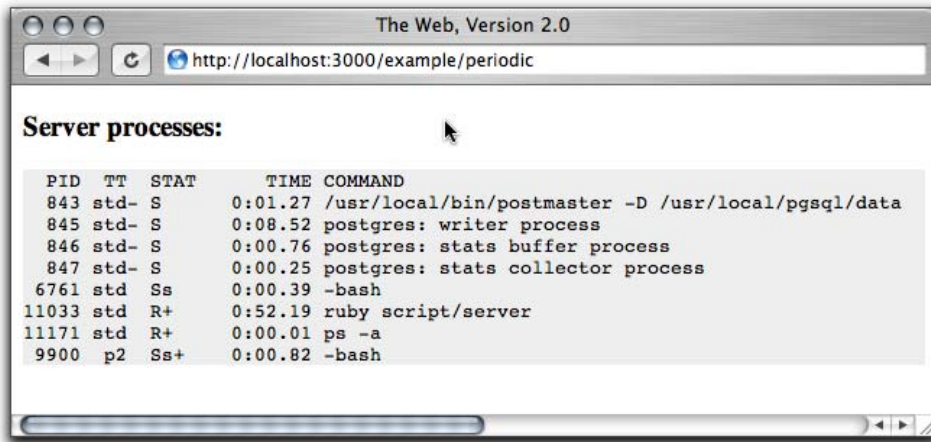 The Web, Version 2.0
http://localhost:3000/example/periodic
Server processes:
PID TT STAT TIME COMMAND
843 std- S 0:01.27 /usr/local/bin/postmaster -D /usr/local/pgsql/data
845 std- S 0:08.52 postgres: writer process
846 std- S 0:00.76 postgres: stats buffer process
847 std- S 0:00.25 postgres: stats collector process
6761 std Ss 0:00.39 -bash
11033 std R+ 0:52.19 ruby script/server
11171 std R+ 0:00.01 ps -a
9900 p2 Ss+ 0:00.82 -bash